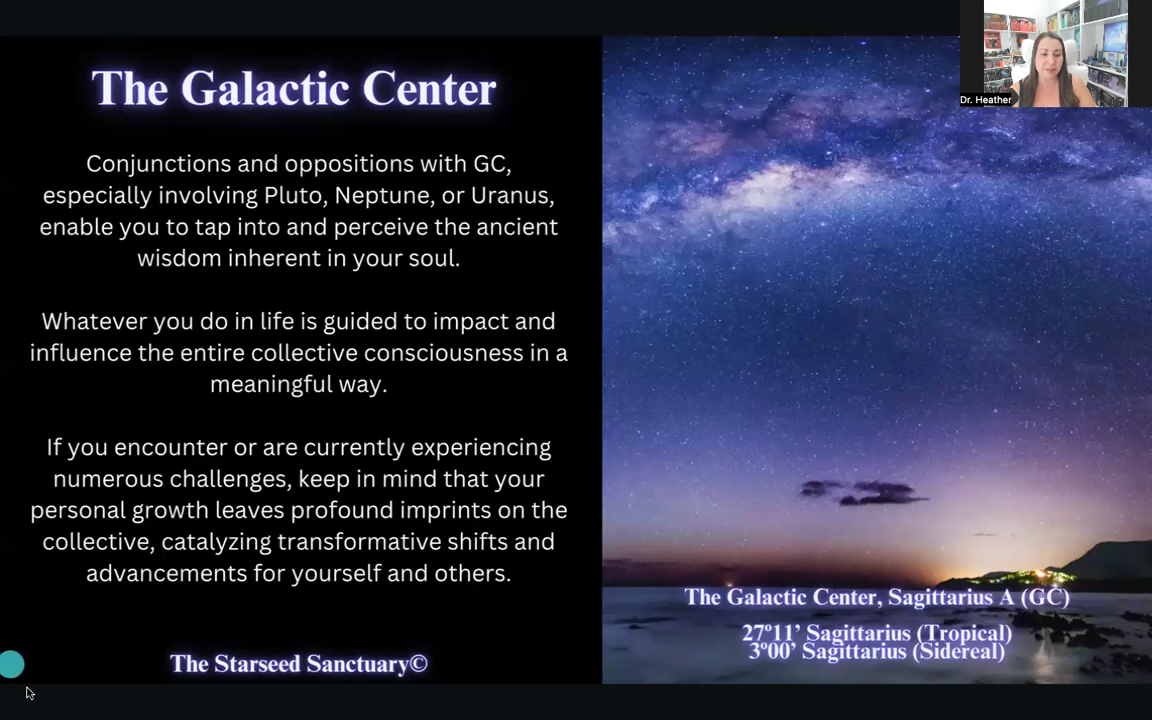 The Galactic Center
Conjunctions and oppositions with GC,
especially involving Pluto, Neptune, or Uranus,
enable you to tap into and perceive the ancient
wisdom inherent in your soul.
Whatever you do in life is guided to impact and
influence the entire collective consciousness in a
meaningful way.
If you encounter or are currently experiencing
numerous challenges, keep in mind that your
personal growth leaves profound imprints on the
collective, catalyzing transformative shifts and
advancements for yourself and others.
The Starseed Sanctuary©
Dr. Heather
The Galactic Center, Sagittarius A (GC)
27º11’ Sagittarius (Tropical)
3º00’ Sagittarius (Sidereal)